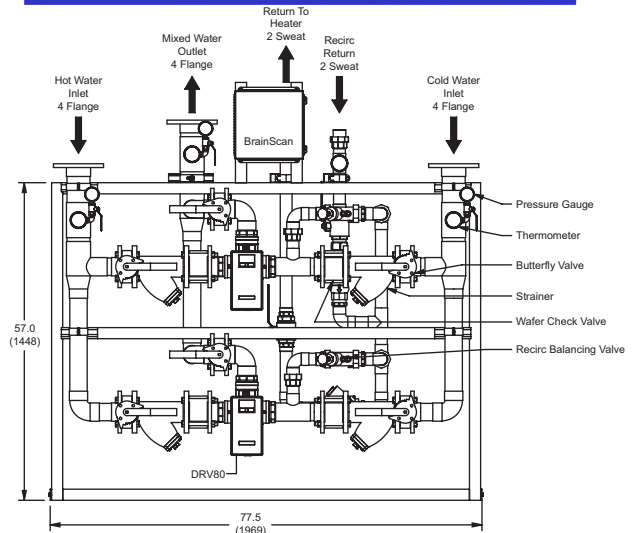 Return To
Heater
2 Sweat
Mixed Water
Outlet
4 Flange
Recirc
Return
2 Sweat
Hot Water
Inlet
4 Flange
Cold Water
Inlet
4 Flange
BrainScan
Pressure Gauge
Thermometer
Butterfly Valve
Strainer
Wafer Check Valve
Recirc Balancing Valve
57.0
(1448)
DRV80
77.5
(1969)